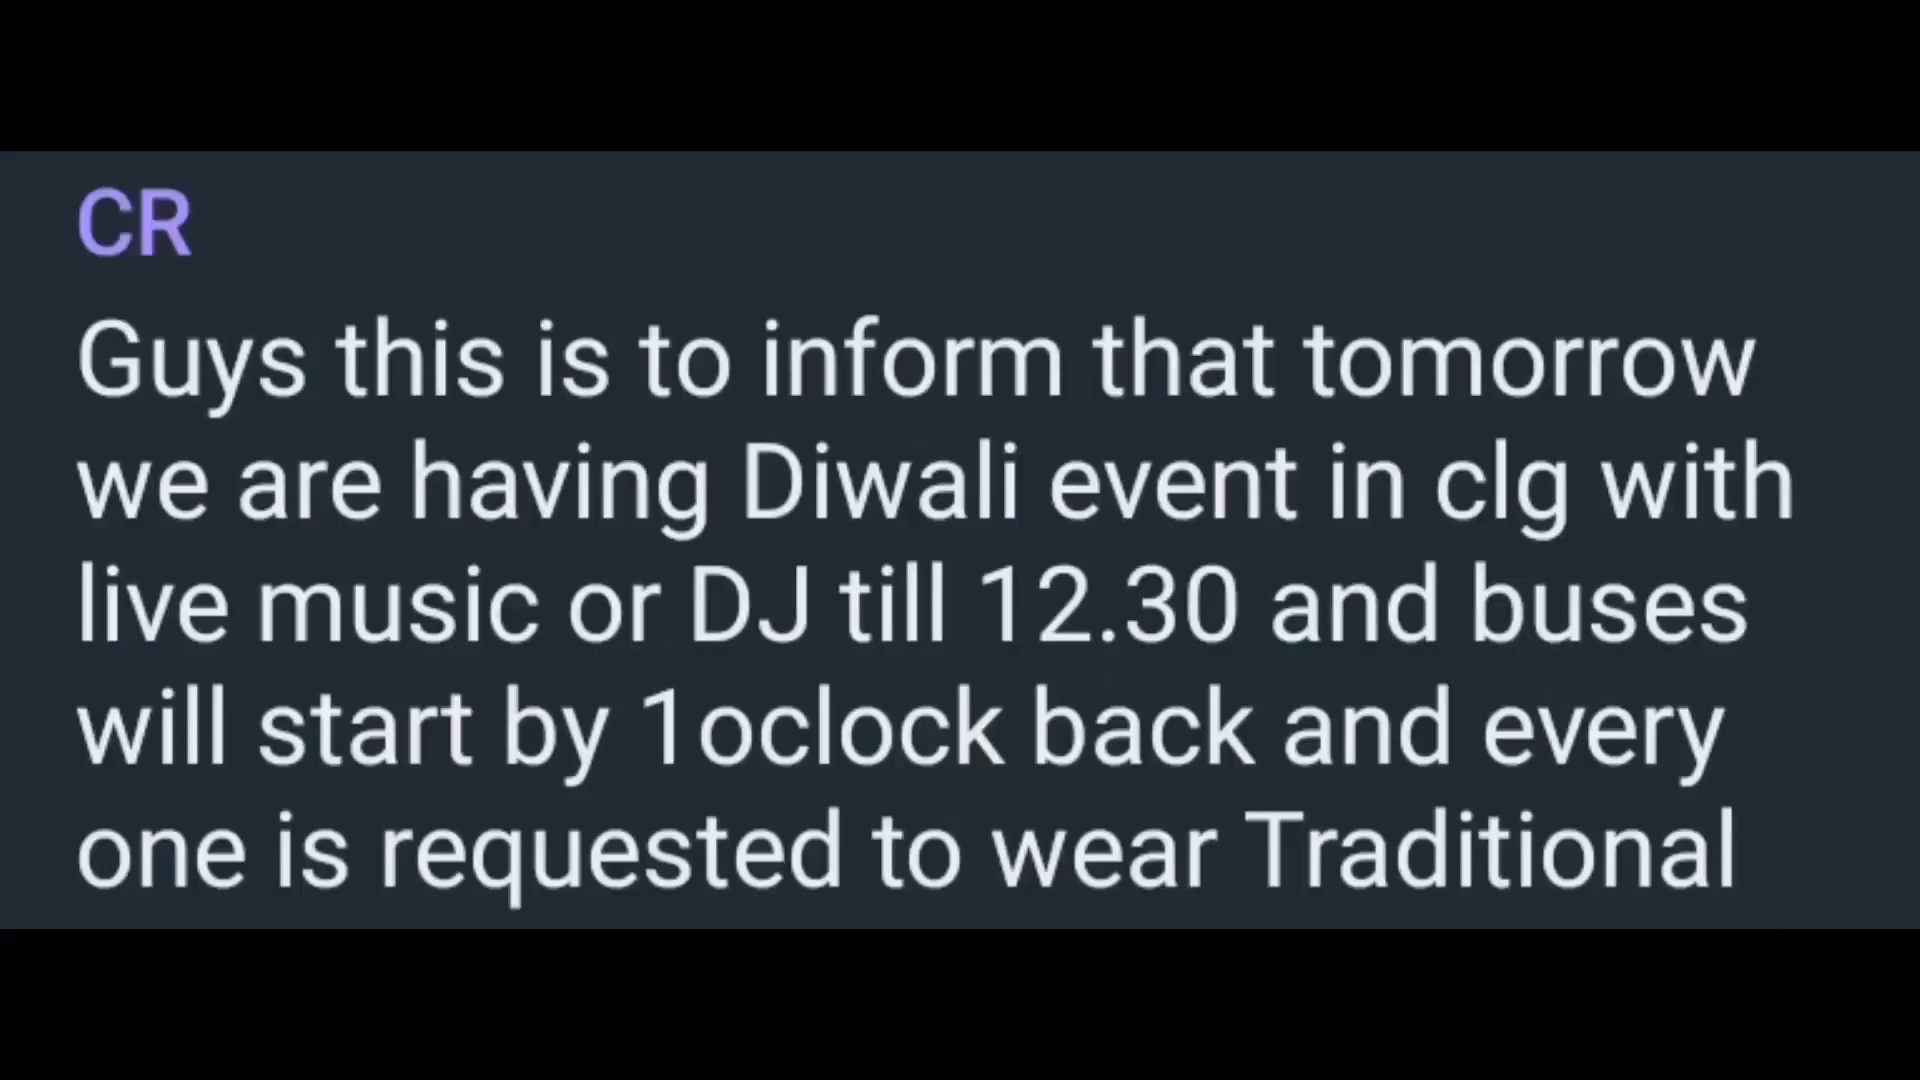 CR
Guys this is to inform that tomorrow
we are having Diwali event in clg with
live music or DJ till 12.30 and buses
will start by 1oclock back and every
one is requested to wear Traditional